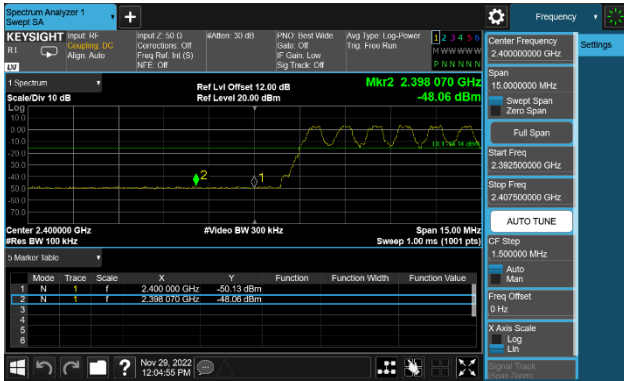 Spectrum Analyzer 1
Swept SA
Frequency
KEYSIGHT
Input: RF
Coupling: DC
Align: Auto
Input Z: 50 Ω
Corrections: Off
Freq Ref: Int (S)
NFE: Off
#Atten: 30 dB
PNO: Best Wide
Gate: Off
IF Gain: Low
Sig Track: Off
Avg Type: Log-Power
Trig: Free Run
1 2 3 4 5 6
M W W W W W
P N N N N N
R L
LXI
1 Spectrum
Scale/Div 10 dB
Ref Lvl Offset 12.00 dB
Ref Level 20.00 dBm
Mkr2 2.398 070 GHz
-48.06 dBm
Log
10.0
0.00
-10.0
-20.0
-30.0
-40.0
-50.0
-60.0
-70.0
2
1
Center 2.400000 GHz
#Res BW 100 kHz
#Video BW 300 kHz
Span 15.00 MHz
Sweep 1.00 ms (1001 pts)
5 Marker Table
Mode Trace Scale X Y Function Function Width Function Value
1 N 1 f 2.400 000 GHz -50.13 dBm
2 N 1 f 2.398 070 GHz -48.06 dBm
3
4
5
6
Nov 29, 2022
12:04:55 PM
Center Frequency
2.400000000 GHz
Settings
Span
15.0000000 MHz
Swept Span
Zero Span
Full Span
Start Freq
2.392500000 GHz
Stop Freq
2.407500000 GHz
AUTO TUNE
CF Step
1.500000 MHz
Auto
Man
Freq Offset
0 Hz
X Axis Scale
Log
Lin
Signal Track
(Span Zoom)